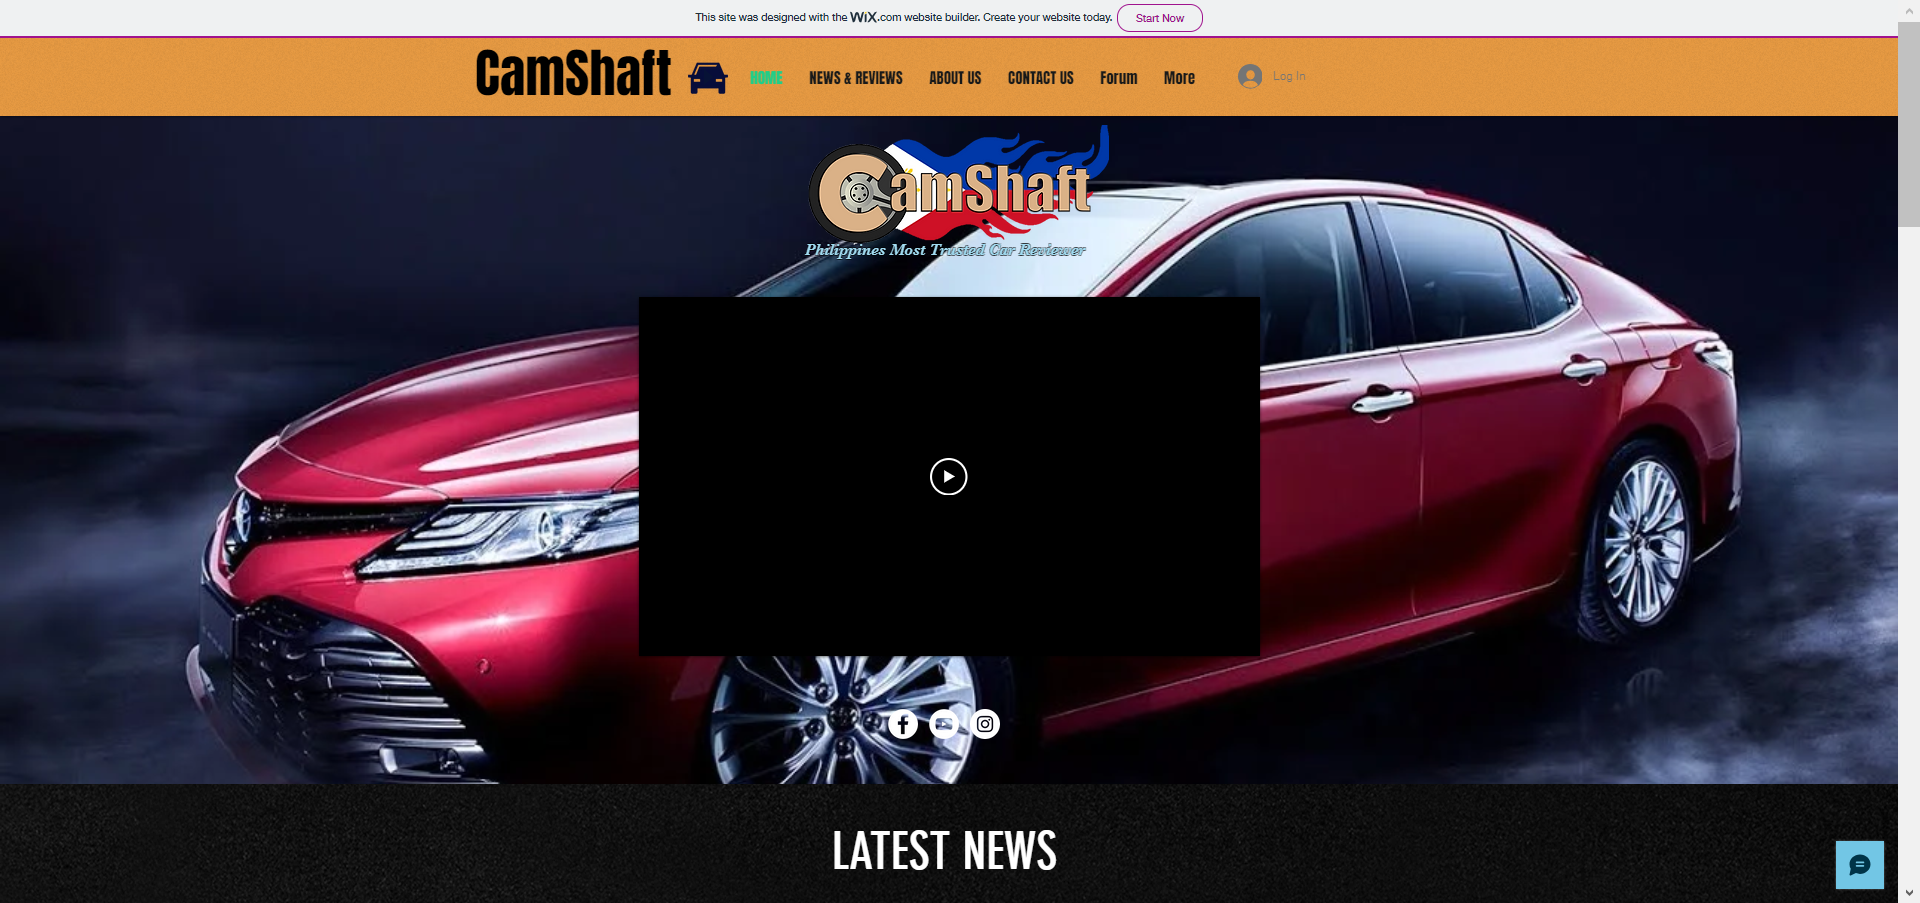 This site was designed with the WiX.com website builder. Create your website today. Start Now
CamShaft
HOME NEWS & REVIEWS ABOUT US CONTACT US Forum More Log In
CamShaft
Philippines Most Trusted Car Reviewer
LATEST NEWS